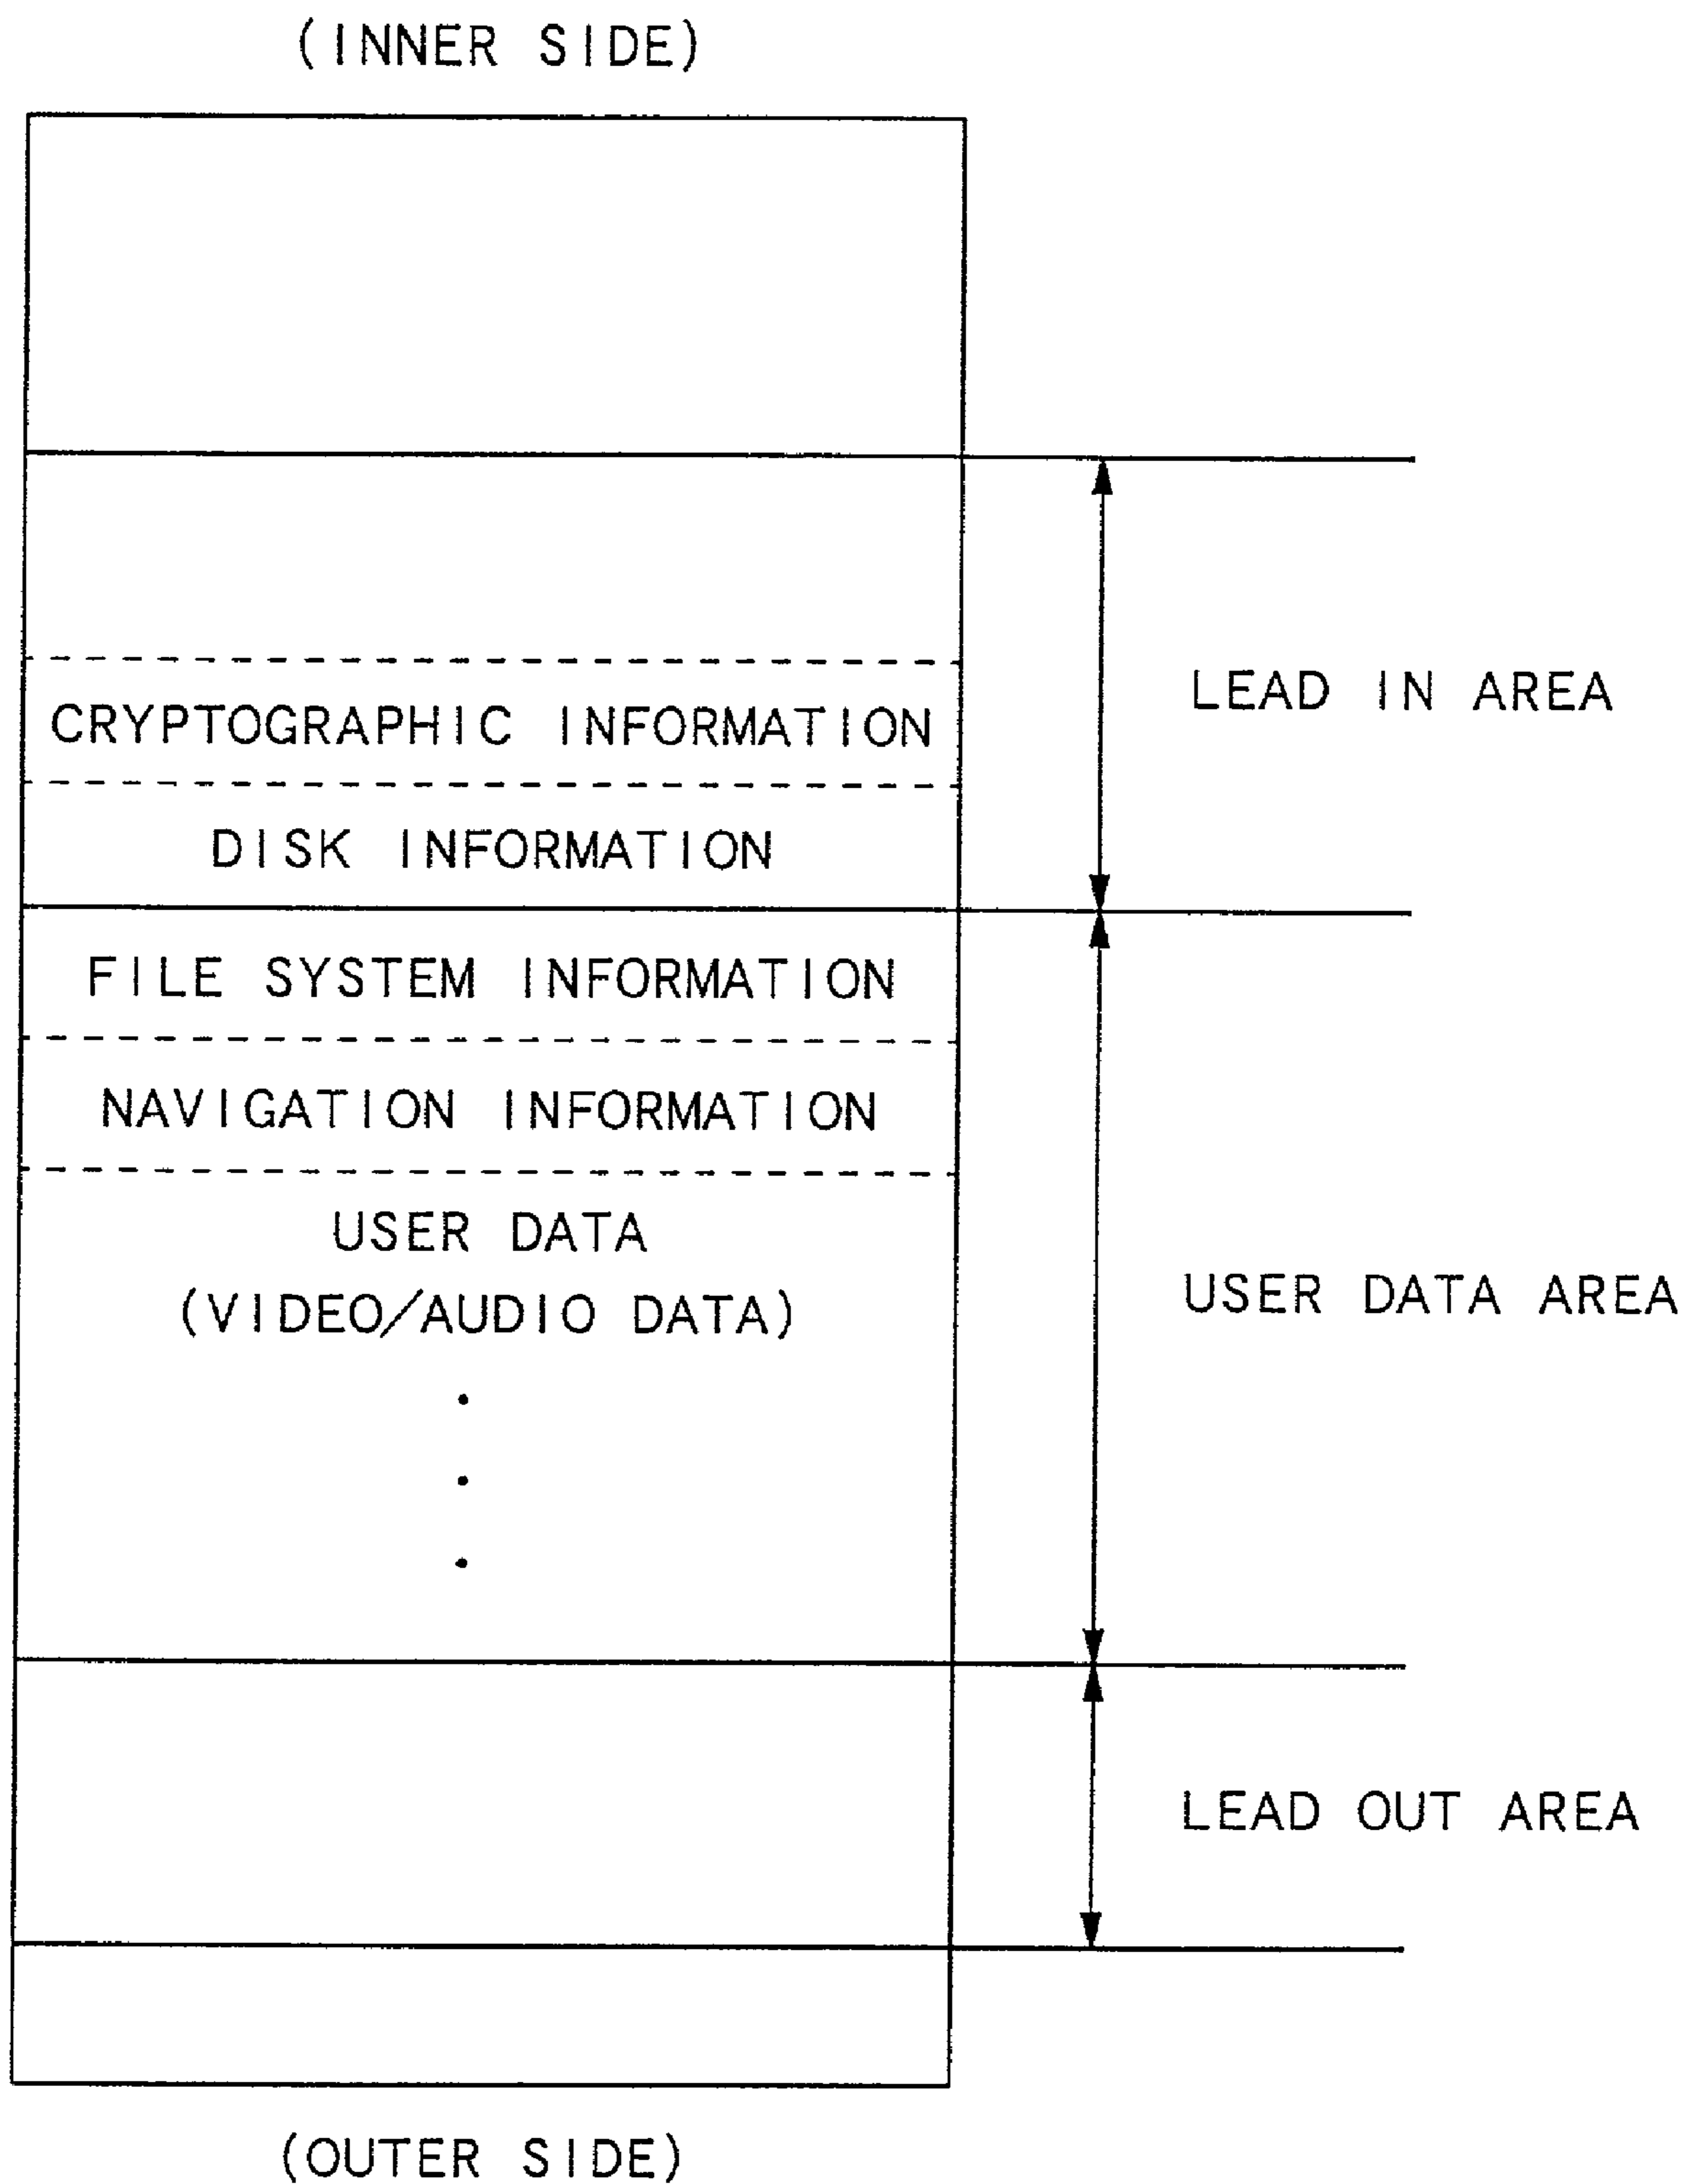 (INNER SIDE)
CRYPTOGRAPHIC INFORMATION
LEAD IN AREA
DISK INFORMATION
FILE SYSTEM INFORMATION
NAVIGATION INFORMATION
USER DATA
(VIDEO/AUDIO DATA)
USER DATA AREA
LEAD OUT AREA
(OUTER SIDE)